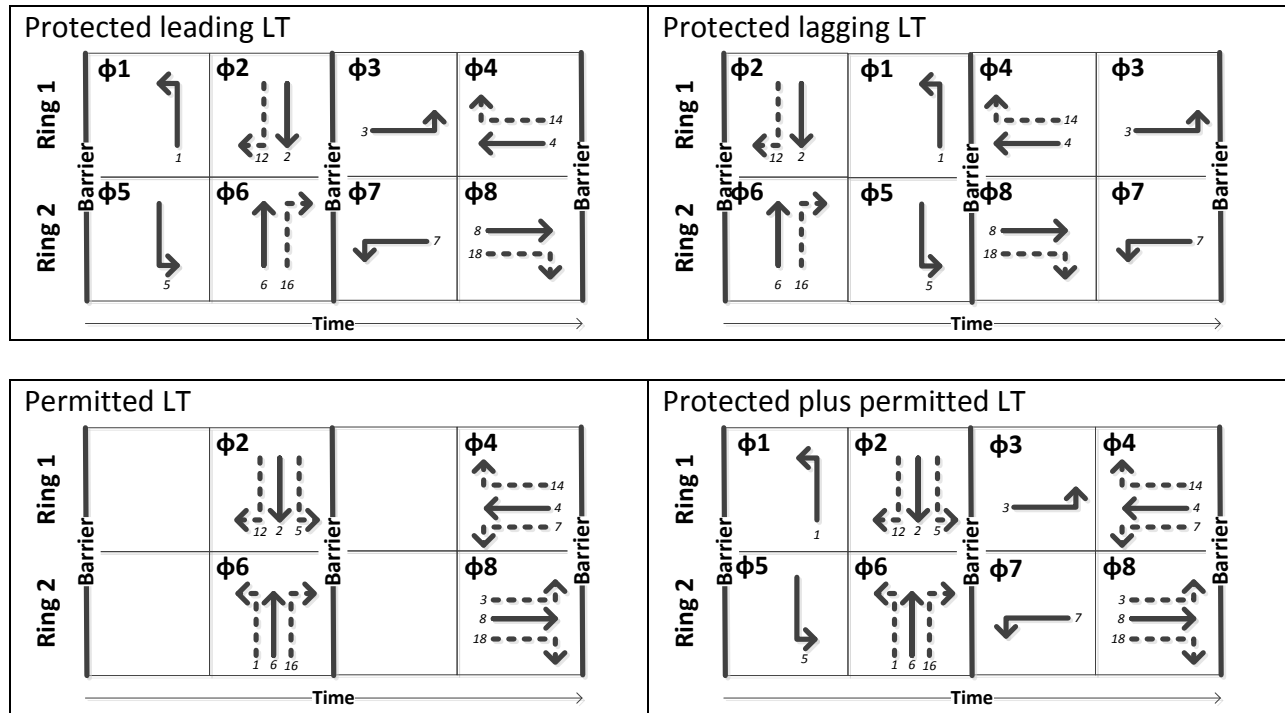 Protected leading LT
Ring 1
Ring 2
Barrier
Barrier
Barrier
ϕ1
1
ϕ2
12 2
ϕ3
3
ϕ4
14
4
ϕ5
5
ϕ6
6 16
ϕ7
7
ϕ8
8
18
Time
Protected lagging LT
Ring 1
Ring 2
Barrier
Barrier
Barrier
ϕ2
12 2
ϕ1
1
ϕ4
14
4
ϕ3
3
ϕ6
6 16
ϕ5
5
ϕ8
8
18
ϕ7
7
Time
Permitted LT
Ring 1
Ring 2
Barrier
Barrier
Barrier
ϕ2
12 2 5
ϕ4
14
4
7
ϕ6
1 6 16
ϕ8
3
8
18
Time
Protected plus permitted LT
Ring 1
Ring 2
Barrier
Barrier
Barrier
ϕ1
1
ϕ2
12 2 5
ϕ3
3
ϕ4
14
4
7
ϕ5
5
ϕ6
1 6 16
ϕ7
7
ϕ8
3
8
18
Time